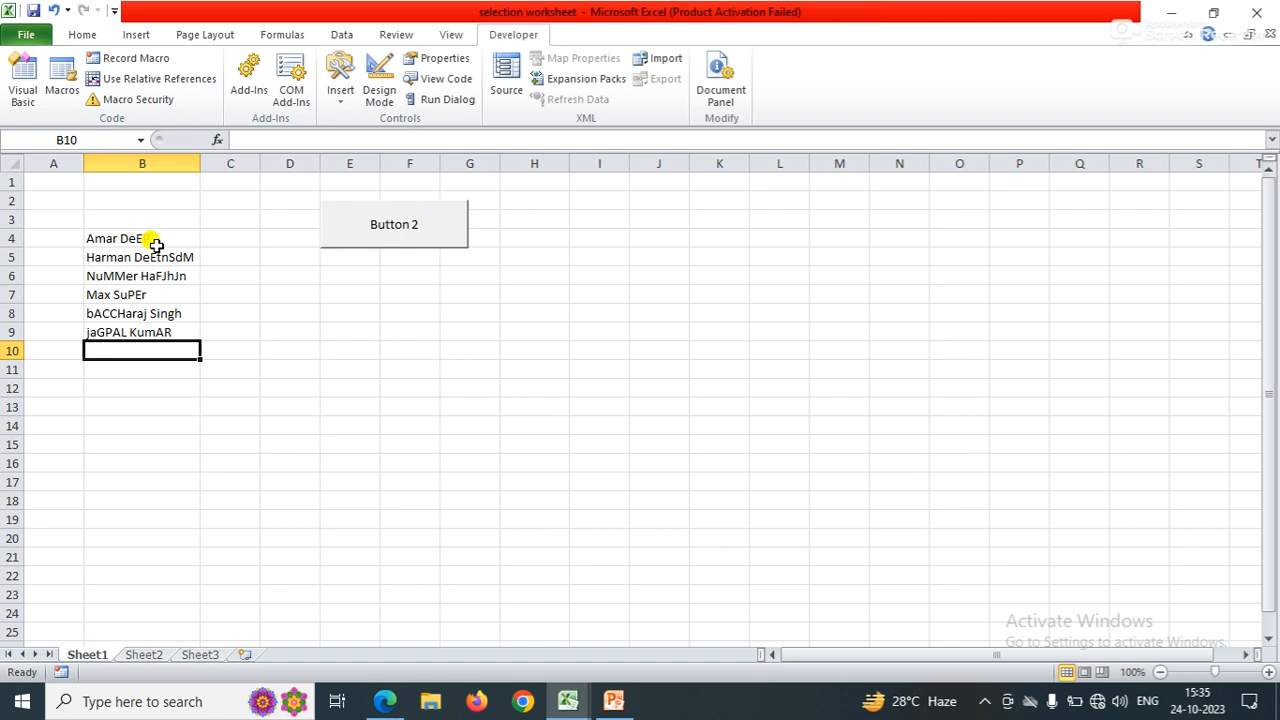 selection worksheet - Microsoft Excel (Product Activation Failed)
File Home Insert Page Layout Formulas Data Review View Developer
Visual Basic
Macros
Record Macro
Use Relative References
Macro Security
Code
Add-Ins
COM Add-Ins
Add-Ins
Insert
Design Mode
Properties
View Code
Run Dialog
Controls
Source
Map Properties
Expansion Packs
Refresh Data
Import
Export
XML
Document Panel
Modify
B10
fx
A B C D E F G H I J K L M N O P Q R S T
1
2
3
Button 2
4 Amar
5 Harman DeEtnSdM
6 NuMMer HaFJhJn
7 Max SuPEr
8 bACCHaraj Singh
9 jaGPAL KumAR
10
11
12
13
14
15
16
17
18
19
20
21
22
23
24
25
Activate Windows
Go to Settings to activate Windows.
Sheet1 Sheet2 Sheet3
Ready
100%
Type here to search
28°C Haze
ENG
15:35
24-10-2023